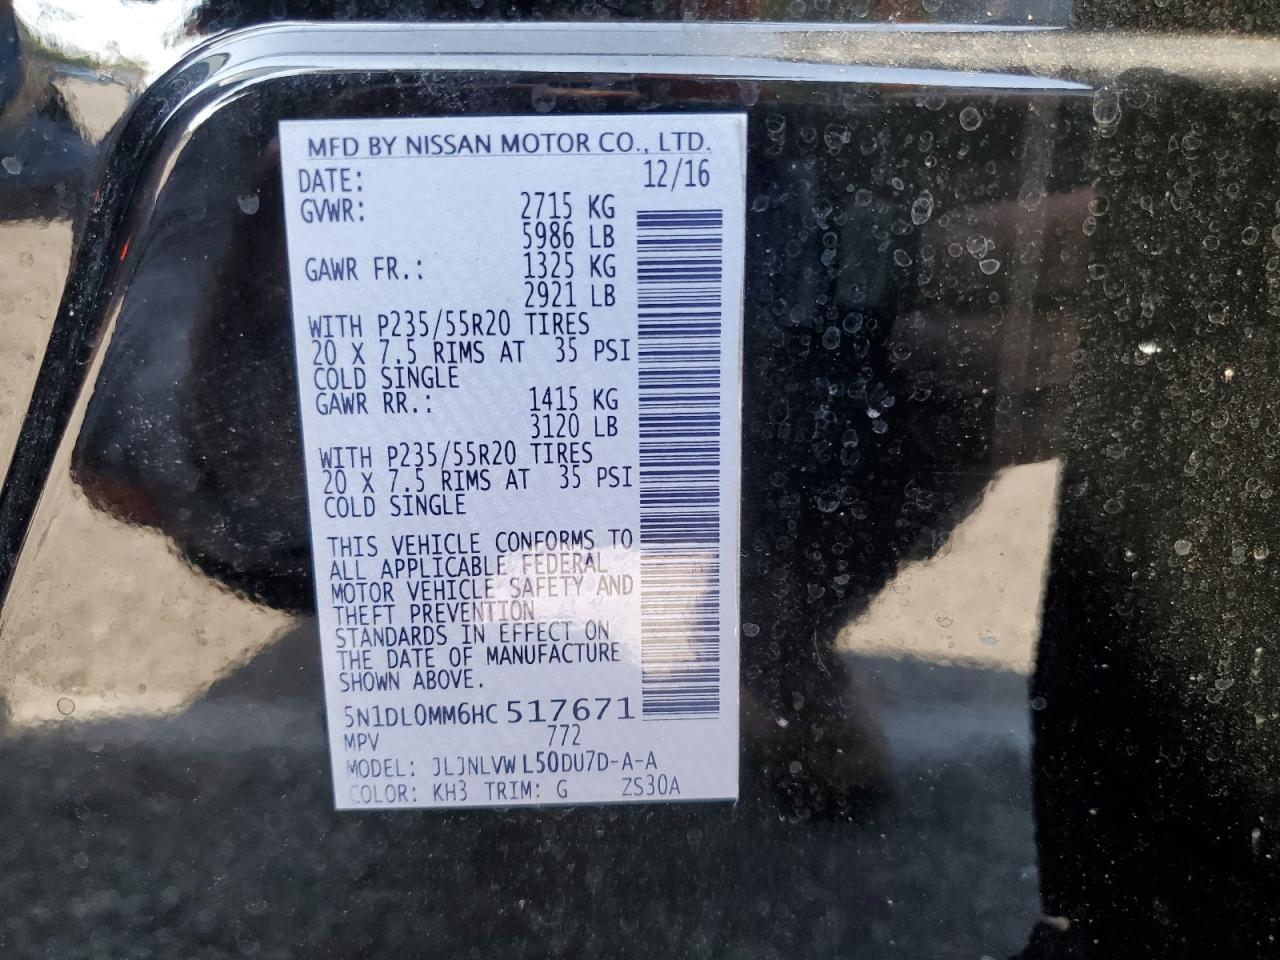 MFD BY NISSAN MOTOR CO., LTD.
DATE: 12/16
GVWR: 2715 KG
5986 LB
GAWR FR.: 1325 KG
2921 LB
WITH P235/55R20 TIRES
20 X 7.5 RIMS AT 35 PSI
COLD SINGLE
GAWR RR.: 1415 KG
3120 LB
WITH P235/55R20 TIRES
20 X 7.5 RIMS AT 35 PSI
COLD SINGLE
THIS VEHICLE CONFORMS TO
ALL APPLICABLE FEDERAL
MOTOR VEHICLE SAFETY AND
THEFT PREVENTION
STANDARDS IN EFFECT ON
THE DATE OF MANUFACTURE
SHOWN ABOVE.
5N1DL0MM6HC517671
MPV 772
MODEL: JLJNLVWL50DU7D-A-A
COLOR: KH3 TRIM: G ZS30A